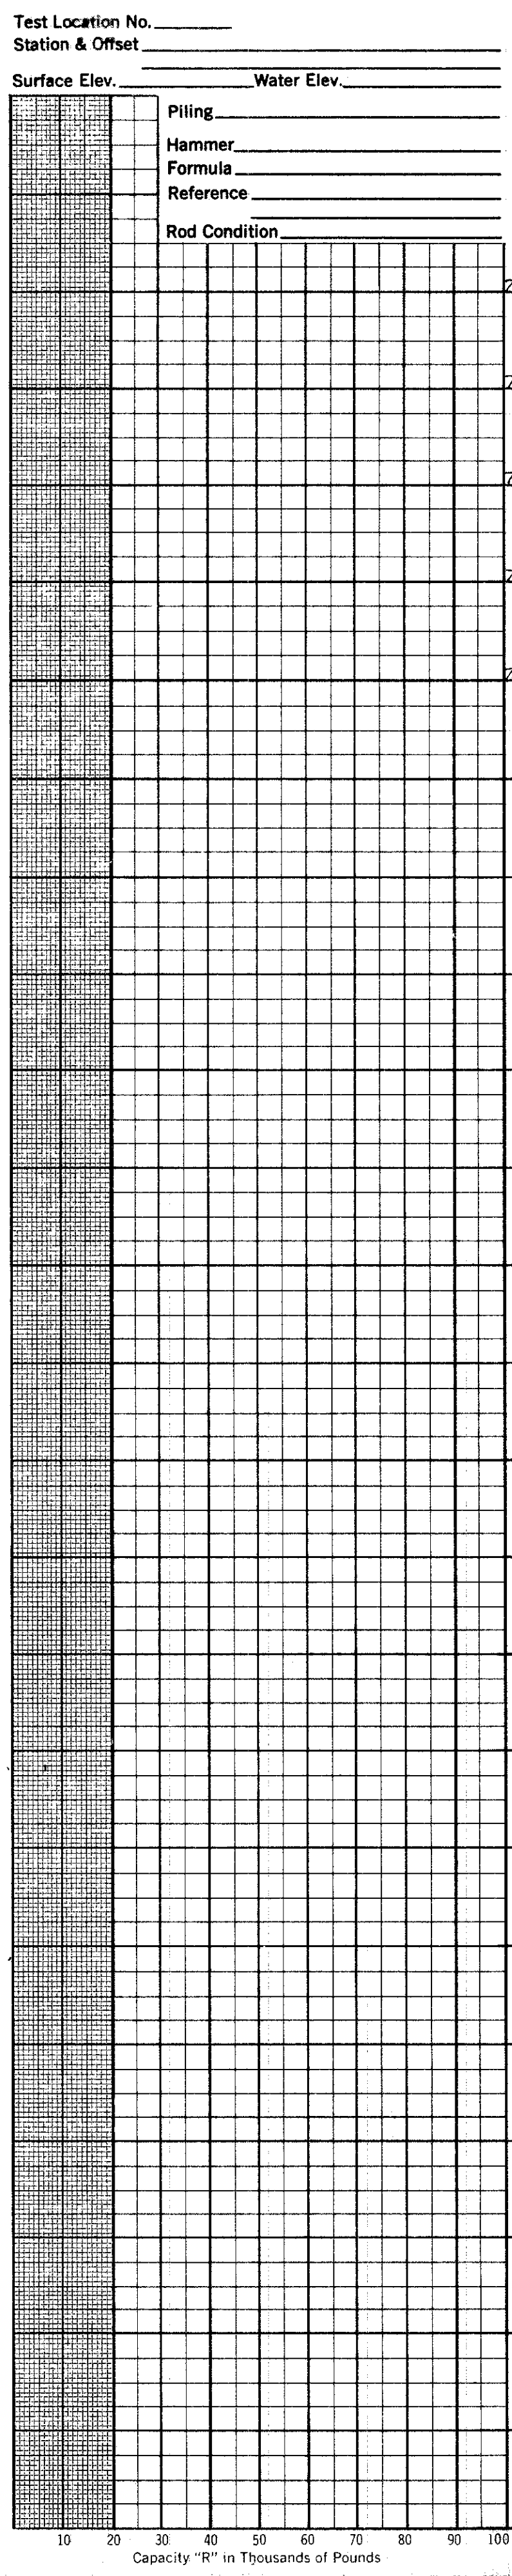 Test Location No.
Station & Offset
Surface Elev. Water Elev.
Piling
Hammer
Formula
Reference
Rod Condition
10 20 30 40 50 60 70 80 90 100
Capacity "R" in Thousands of Pounds